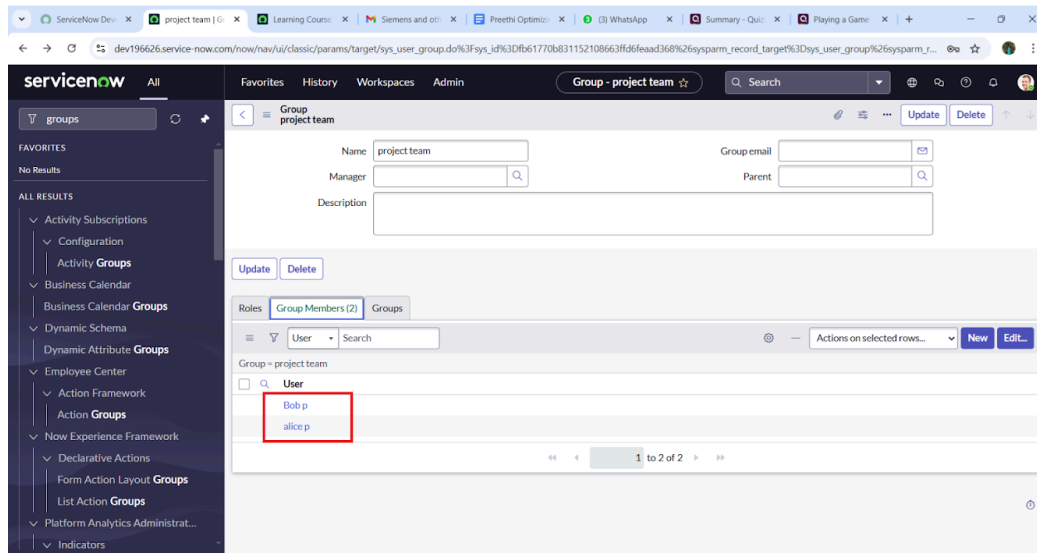 ServiceNow Dev
project team | G
Learning Course
Siemens and oth
Preethi Optimizi
(3) WhatsApp
Summary - Quiz
Playing a Game
dev196626.service-now.com/now/nav/ui/classic/params/target/sys_user_group.do%3Fsys_id%3Dfb61770b831152108663ffd6feaad368%26sysparm_record_target%3Dsys_user_group%26sysparm_r...
servicenow All Favorites History Workspaces Admin Group - project team Search
groups
FAVORITES
No Results
ALL RESULTS
Activity Subscriptions
Configuration
Activity Groups
Business Calendar
Business Calendar Groups
Dynamic Schema
Dynamic Attribute Groups
Employee Center
Action Framework
Action Groups
Now Experience Framework
Declarative Actions
Form Action Layout Groups
List Action Groups
Platform Analytics Administrat...
Indicators
Group
project team
Update Delete
Name project team Group email
Manager Parent
Description
Update Delete
Roles Group Members (2) Groups
User Search Actions on selected rows... New Edit...
Group = project team
User
Bob p
alice p
1 to 2 of 2